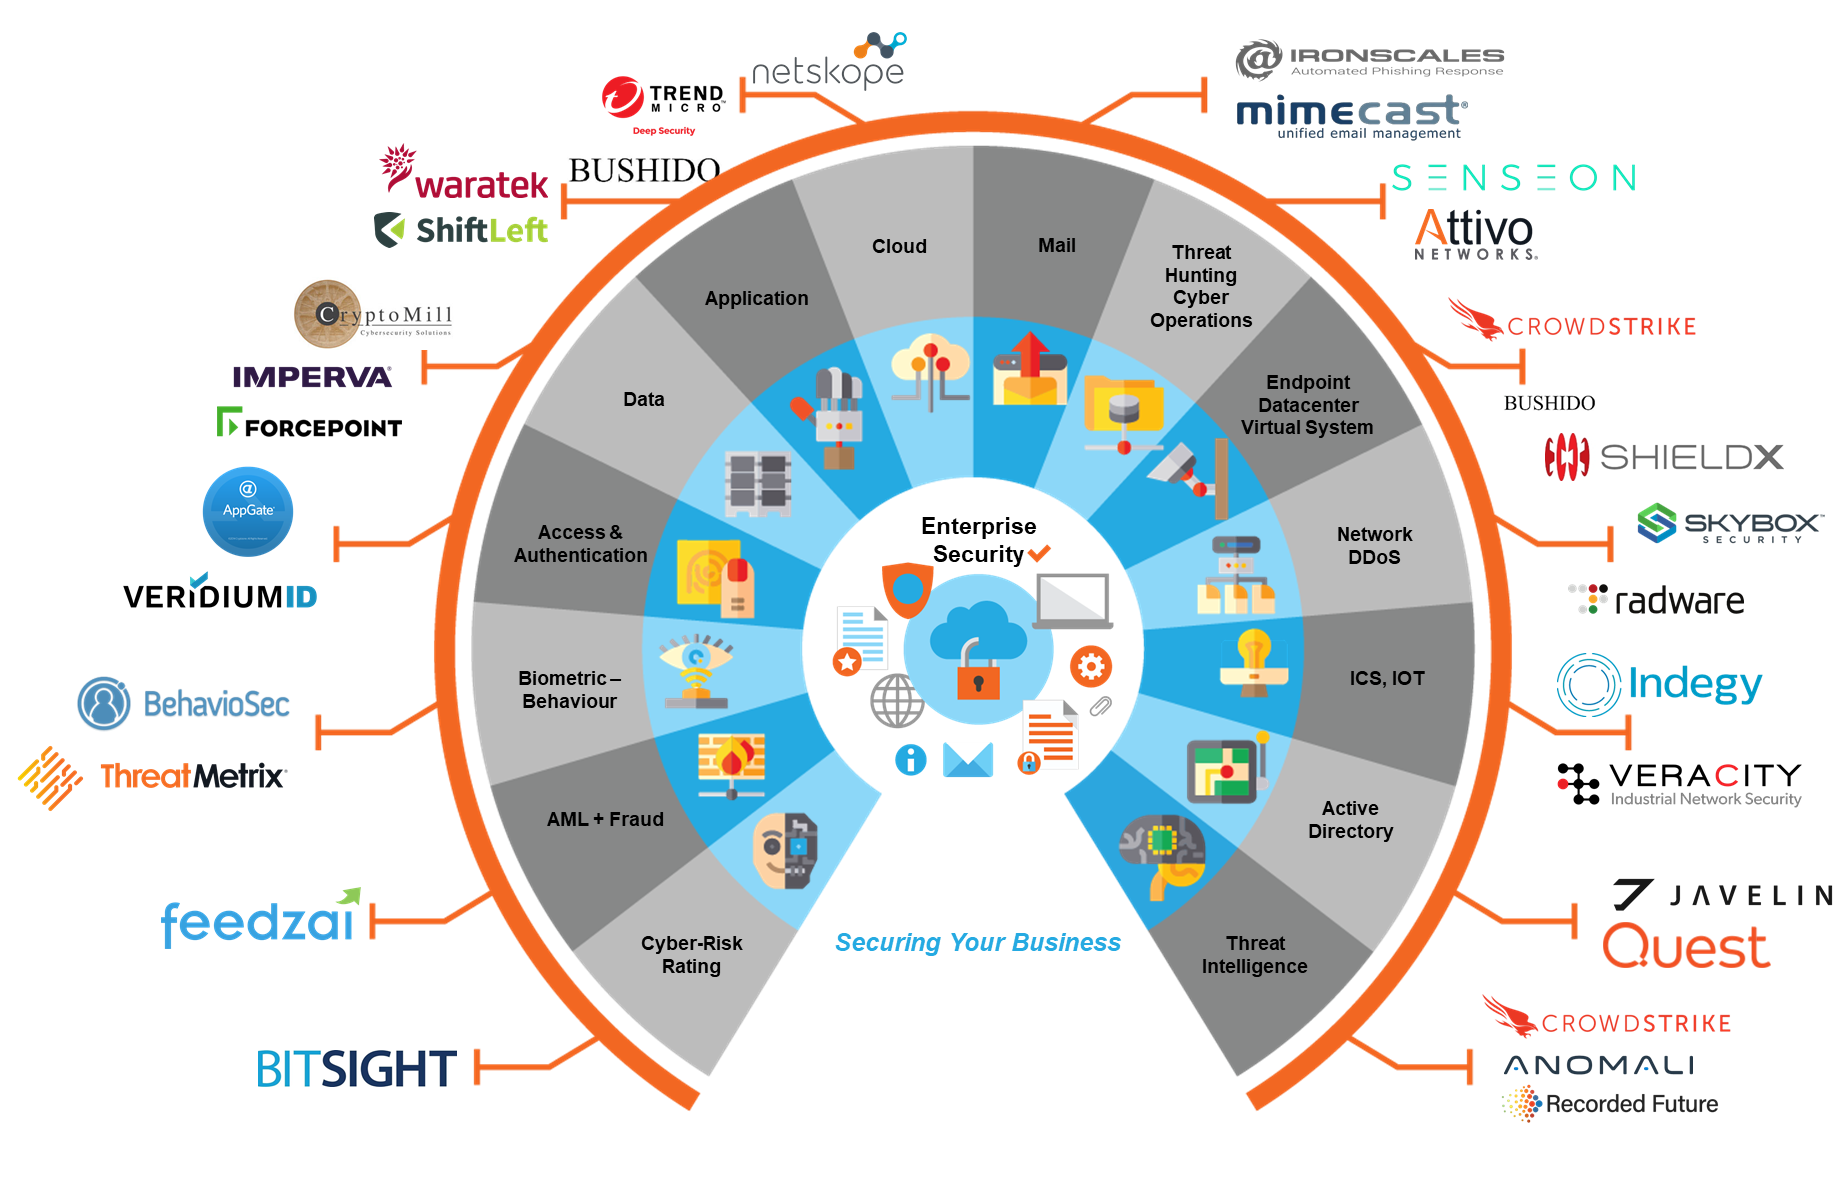 netskope
TREND
MICRO™
Deep Security
BUSHIDO
waratek
ShiftLeft
CryptoMill
Cybersecurity Solutions
IMPERVA®
FORCEPOINT
@
AppGate
VERIDIUMID
BehavioSec
ThreatMetrix®
feedzai
BITSIGHT
IRONSCALES
Automated Phishing Response
mimecast®
unified email management
SENSEON
Attivo
NETWORKS®
CROWDSTRIKE
BUSHIDO
SHIELDX
SKYBOX™
SECURITY
radware
Indegy
VERACITY
Industrial Network Security
JAVELIN
Quest
CROWDSTRIKE
ANOMALI
Recorded Future
Cloud
Mail
Threat
Hunting
Cyber
Operations
Application
Endpoint
Datacenter
Virtual System
Data
Access &
Authentication
Network
DDoS
Biometric –
Behaviour
ICS, IOT
AML + Fraud
Active
Directory
Cyber-Risk
Rating
Threat
Intelligence
Enterprise
Security
i
Securing Your Business